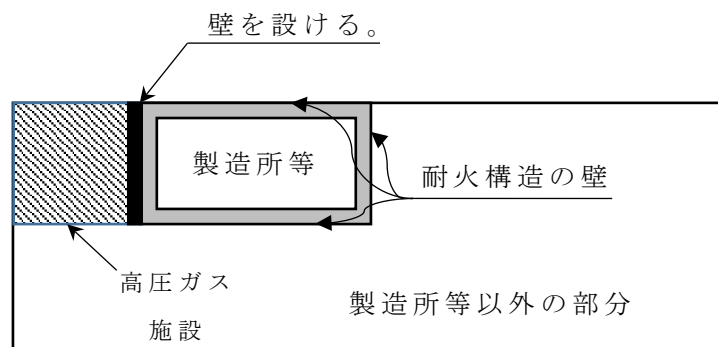 壁を設ける。
製造所等
耐火構造の壁
高圧ガス
施設
製造所等以外の部分